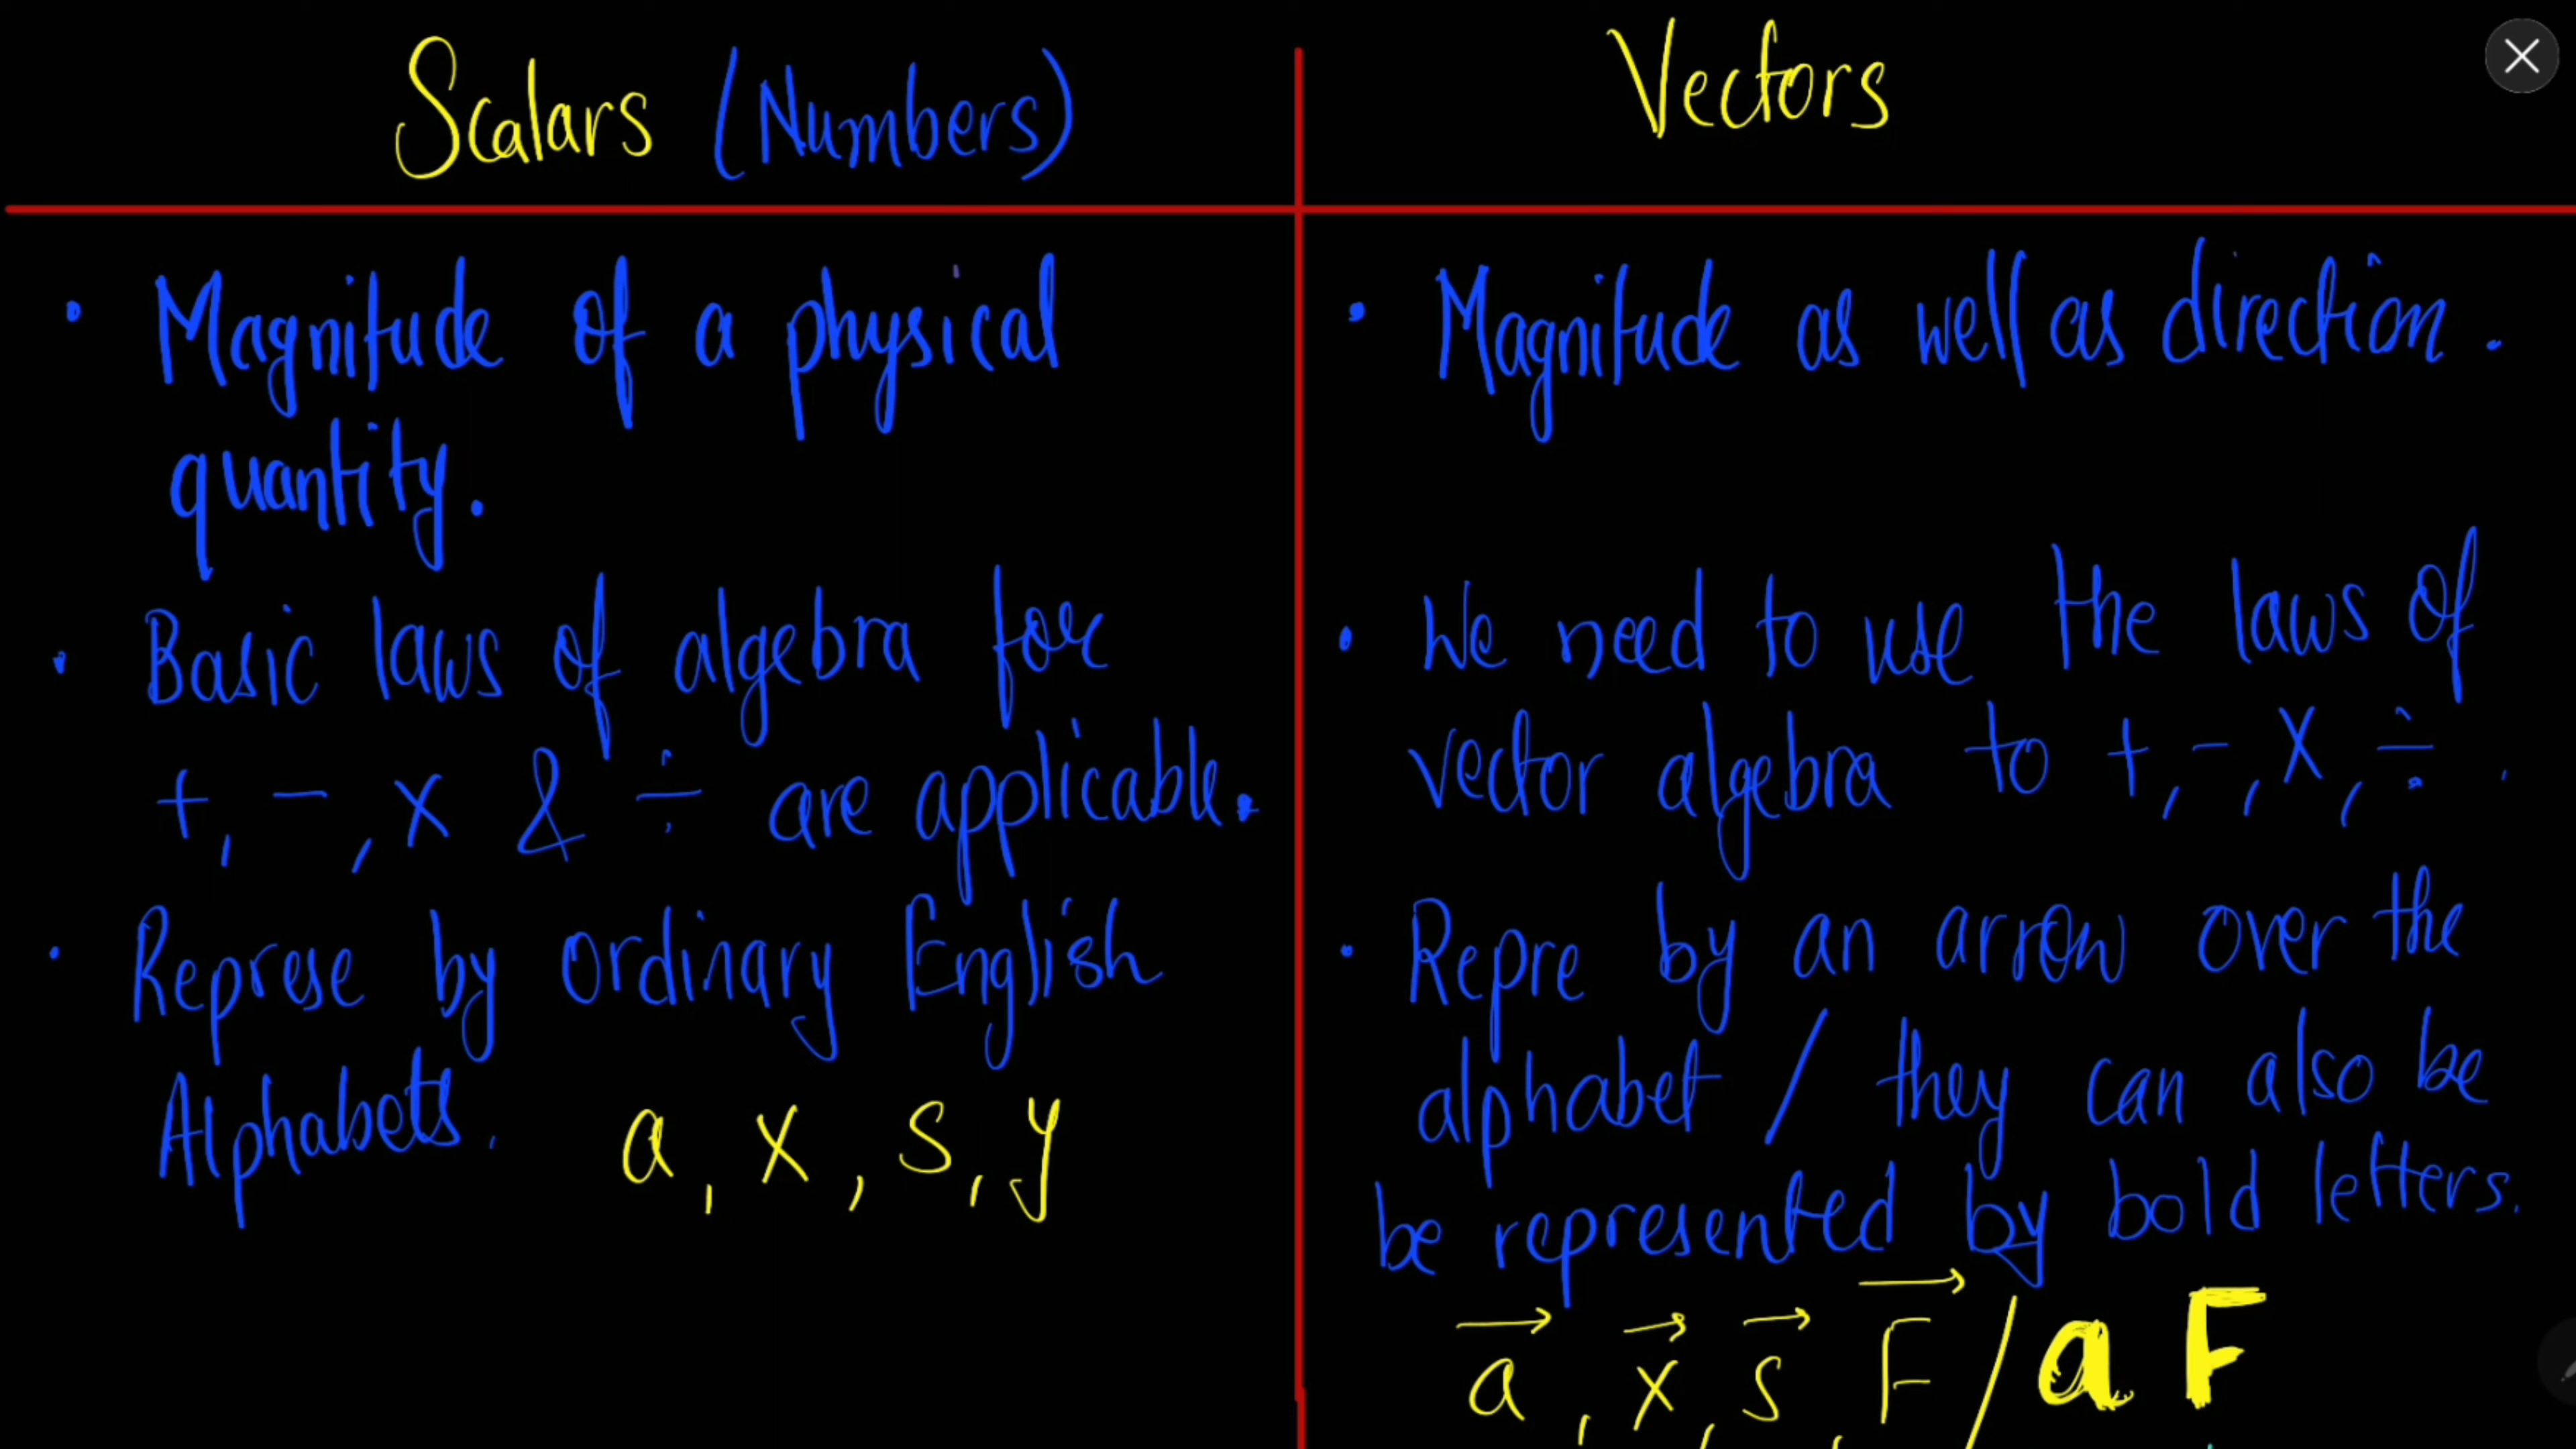 Scalars (Numbers)
Vectors
• Magnitude of a physical
quantity.
• Basic laws of algebra for
+, -, x & ÷ are applicable.
• Represe by ordinary English
Alphabets. a, x, s, y
• Magnitude as well as direction.
• We need to use the laws of
vector algebra to +, -, x, ÷.
• Repre by an arrow over the
alphabet / they can also be
be represented by bold letters.
a⃗, x⃗, s⃗, F⃗ / a F